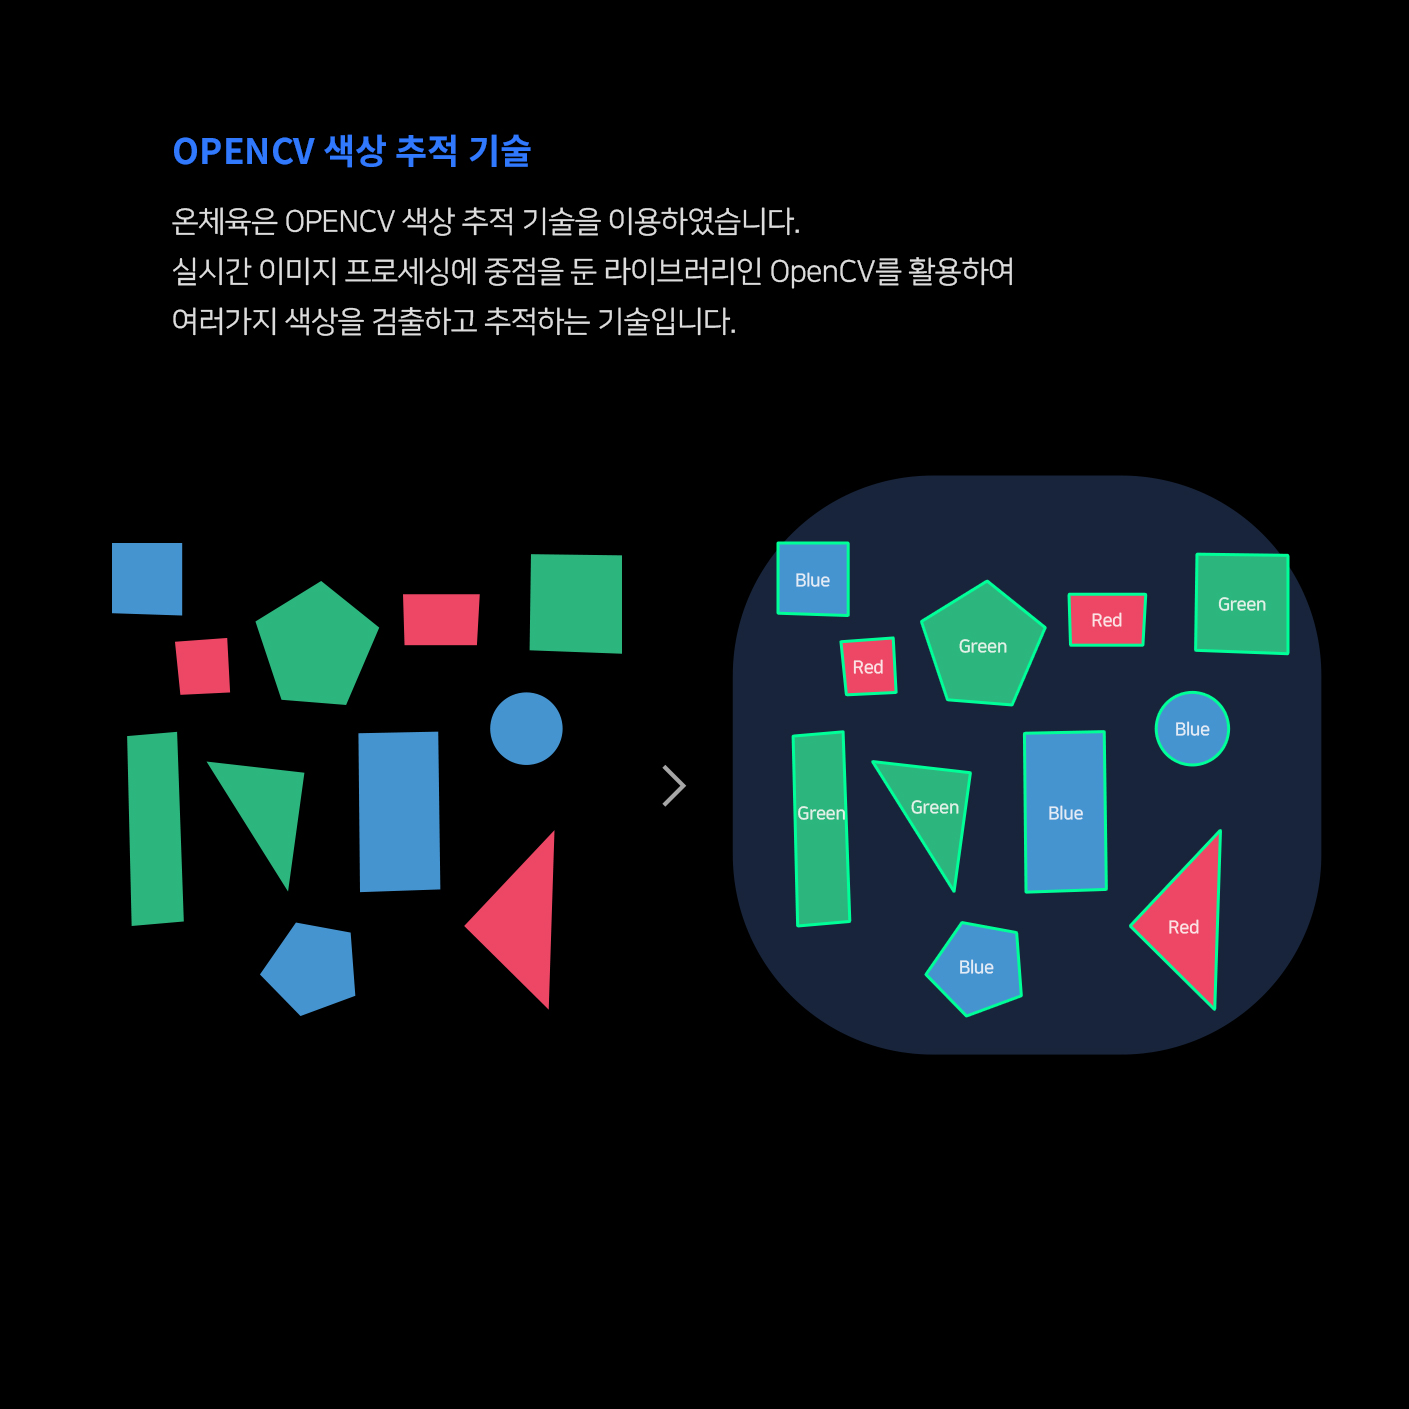 OPENCV 색상 추적 기술
온체육은 OPENCV 색상 추적 기술을 이용하였습니다.
실시간 이미지 프로세싱에 중점을 둔 라이브러리인 OpenCV를 활용하여
여러가지 색상을 검출하고 추적하는 기술입니다.
Blue
Green
Red
Green
Red
Blue
Green
Green
Blue
Red
Blue